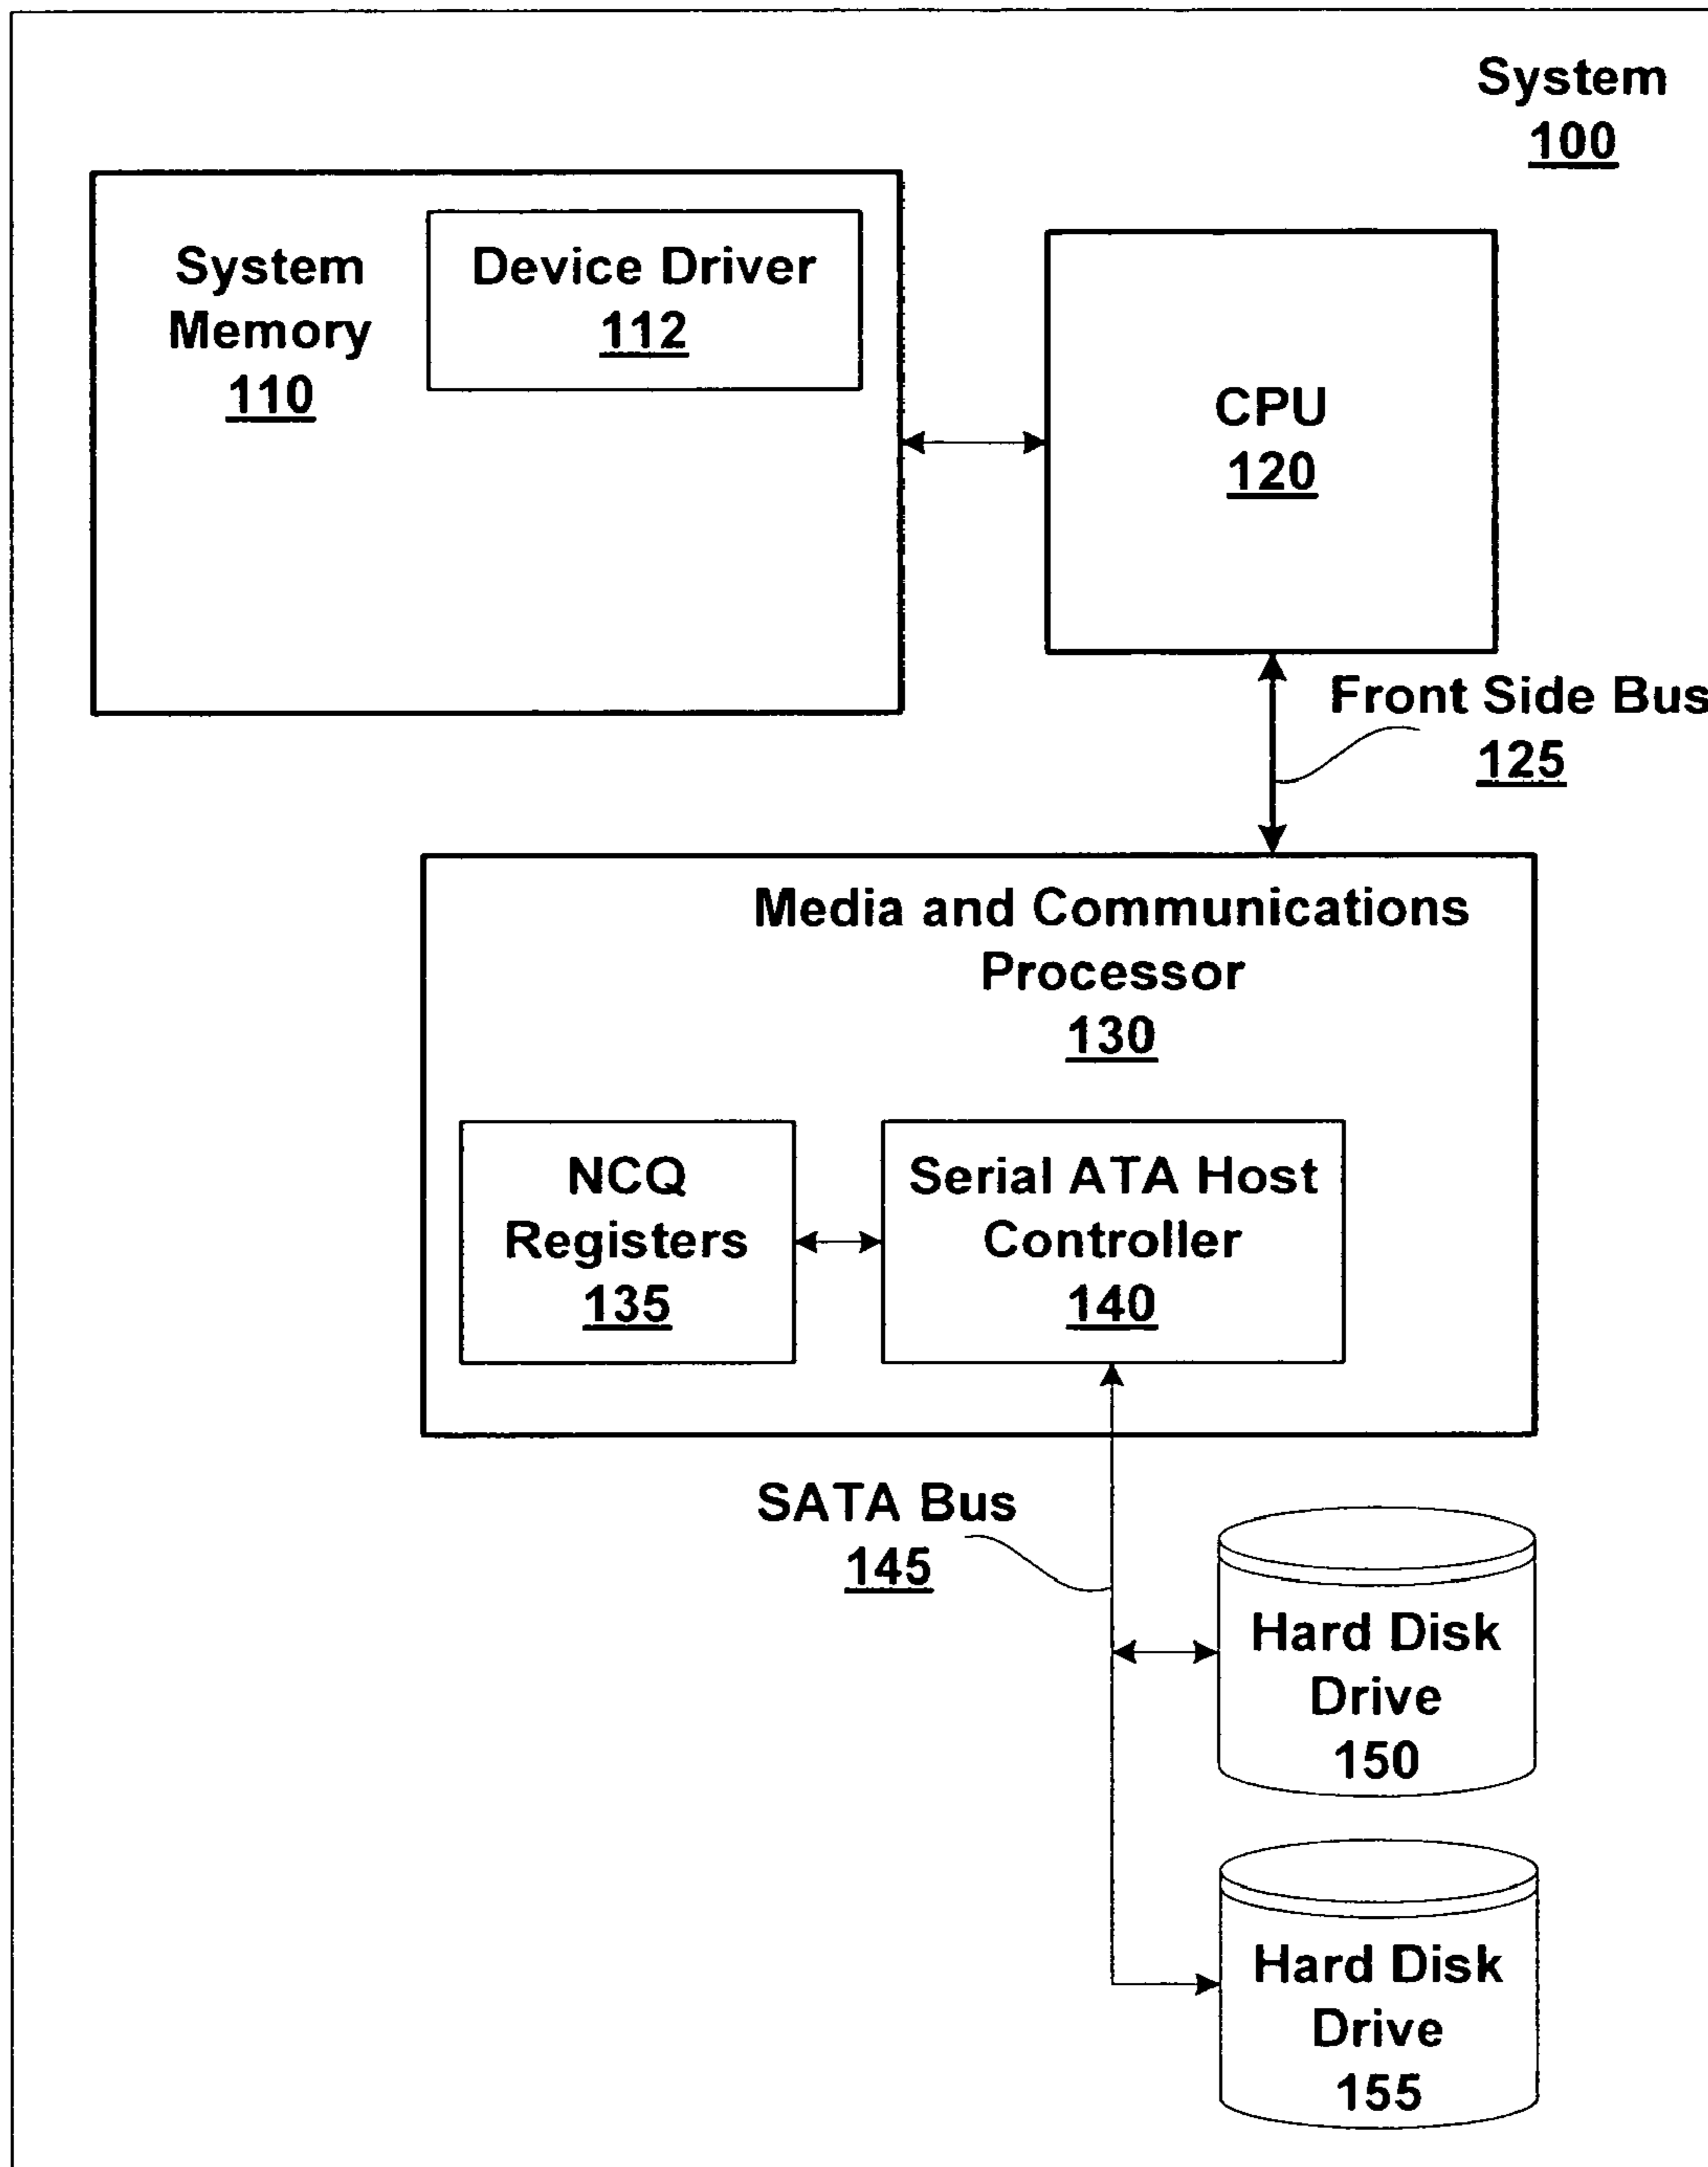 System
100
System
Memory
110
Device Driver
112
CPU
120
Front Side Bus
125
Media and Communications
Processor
130
NCQ
Registers
135
Serial ATA Host
Controller
140
SATA Bus
145
Hard Disk
Drive
150
Hard Disk
Drive
155